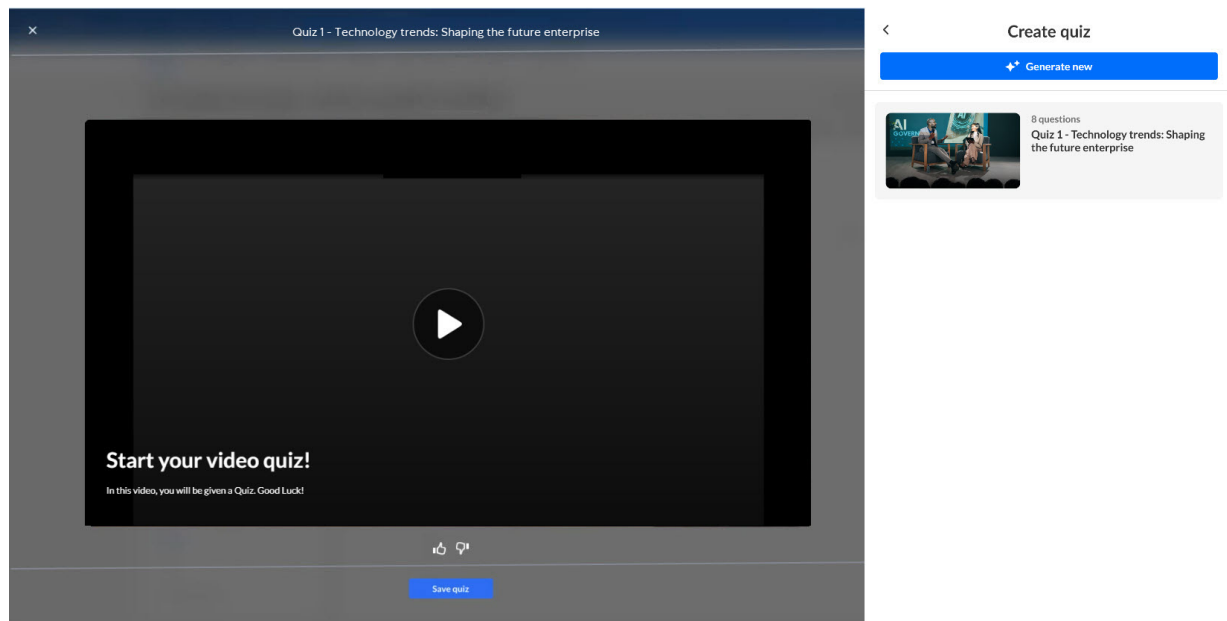 Quiz 1 - Technology trends: Shaping the future enterprise
Create quiz
Generate new
8 questions
Quiz 1 - Technology trends: Shaping
the future enterprise
AI
AI
Start your video quiz!
In this video, you will be given a Quiz. Good Luck!
Save quiz